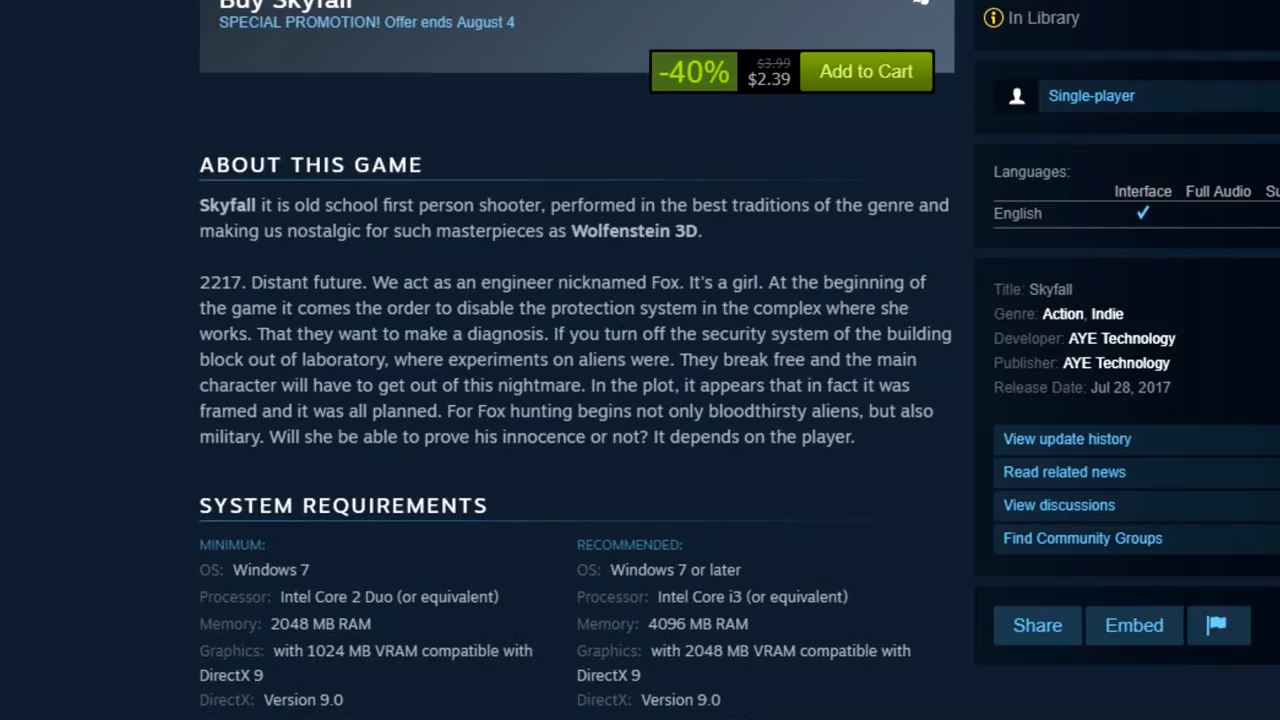 Buy Skyfall
SPECIAL PROMOTION! Offer ends August 4
-40%
$3.99
$2.39
Add to Cart
ABOUT THIS GAME
Skyfall it is old school first person shooter, performed in the best traditions of the genre and
making us nostalgic for such masterpieces as Wolfenstein 3D.
2217. Distant future. We act as an engineer nicknamed Fox. It's a girl. At the beginning of
the game it comes the order to disable the protection system in the complex where she
works. That they want to make a diagnosis. If you turn off the security system of the building
block out of laboratory, where experiments on aliens were. They break free and the main
character will have to get out of this nightmare. In the plot, it appears that in fact it was
framed and it was all planned. For Fox hunting begins not only bloodthirsty aliens, but also
military. Will she be able to prove his innocence or not? It depends on the player.
SYSTEM REQUIREMENTS
MINIMUM:
OS: Windows 7
Processor: Intel Core 2 Duo (or equivalent)
Memory: 2048 MB RAM
Graphics: with 1024 MB VRAM compatible with
DirectX 9
DirectX: Version 9.0
RECOMMENDED:
OS: Windows 7 or later
Processor: Intel Core i3 (or equivalent)
Memory: 4096 MB RAM
Graphics: with 2048 MB VRAM compatible with
DirectX 9
DirectX: Version 9.0
In Library
Single-player
Languages:
Interface Full Audio Su
English
Title: Skyfall
Genre: Action, Indie
Developer: AYE Technology
Publisher: AYE Technology
Release Date: Jul 28, 2017
View update history
Read related news
View discussions
Find Community Groups
Share Embed